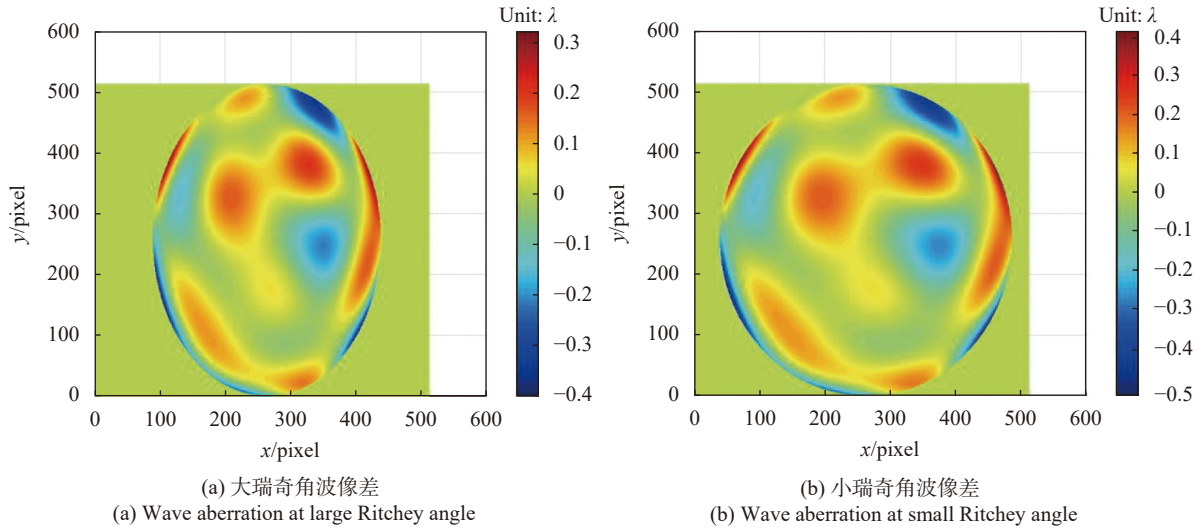 Unit: λ
600
500
400
300
200
100
0
y/pixel
0 100 200 300 400 500 600
x/pixel
0.3
0.2
0.1
0
−0.1
−0.2
−0.3
−0.4
(a) 大瑞奇角波像差
(a) Wave aberration at large Ritchey angle
Unit: λ
600
500
400
300
200
100
0
y/pixel
0 100 200 300 400 500 600
x/pixel
0.4
0.3
0.2
0.1
0
−0.1
−0.2
−0.3
−0.4
−0.5
(b) 小瑞奇角波像差
(b) Wave aberration at small Ritchey angle